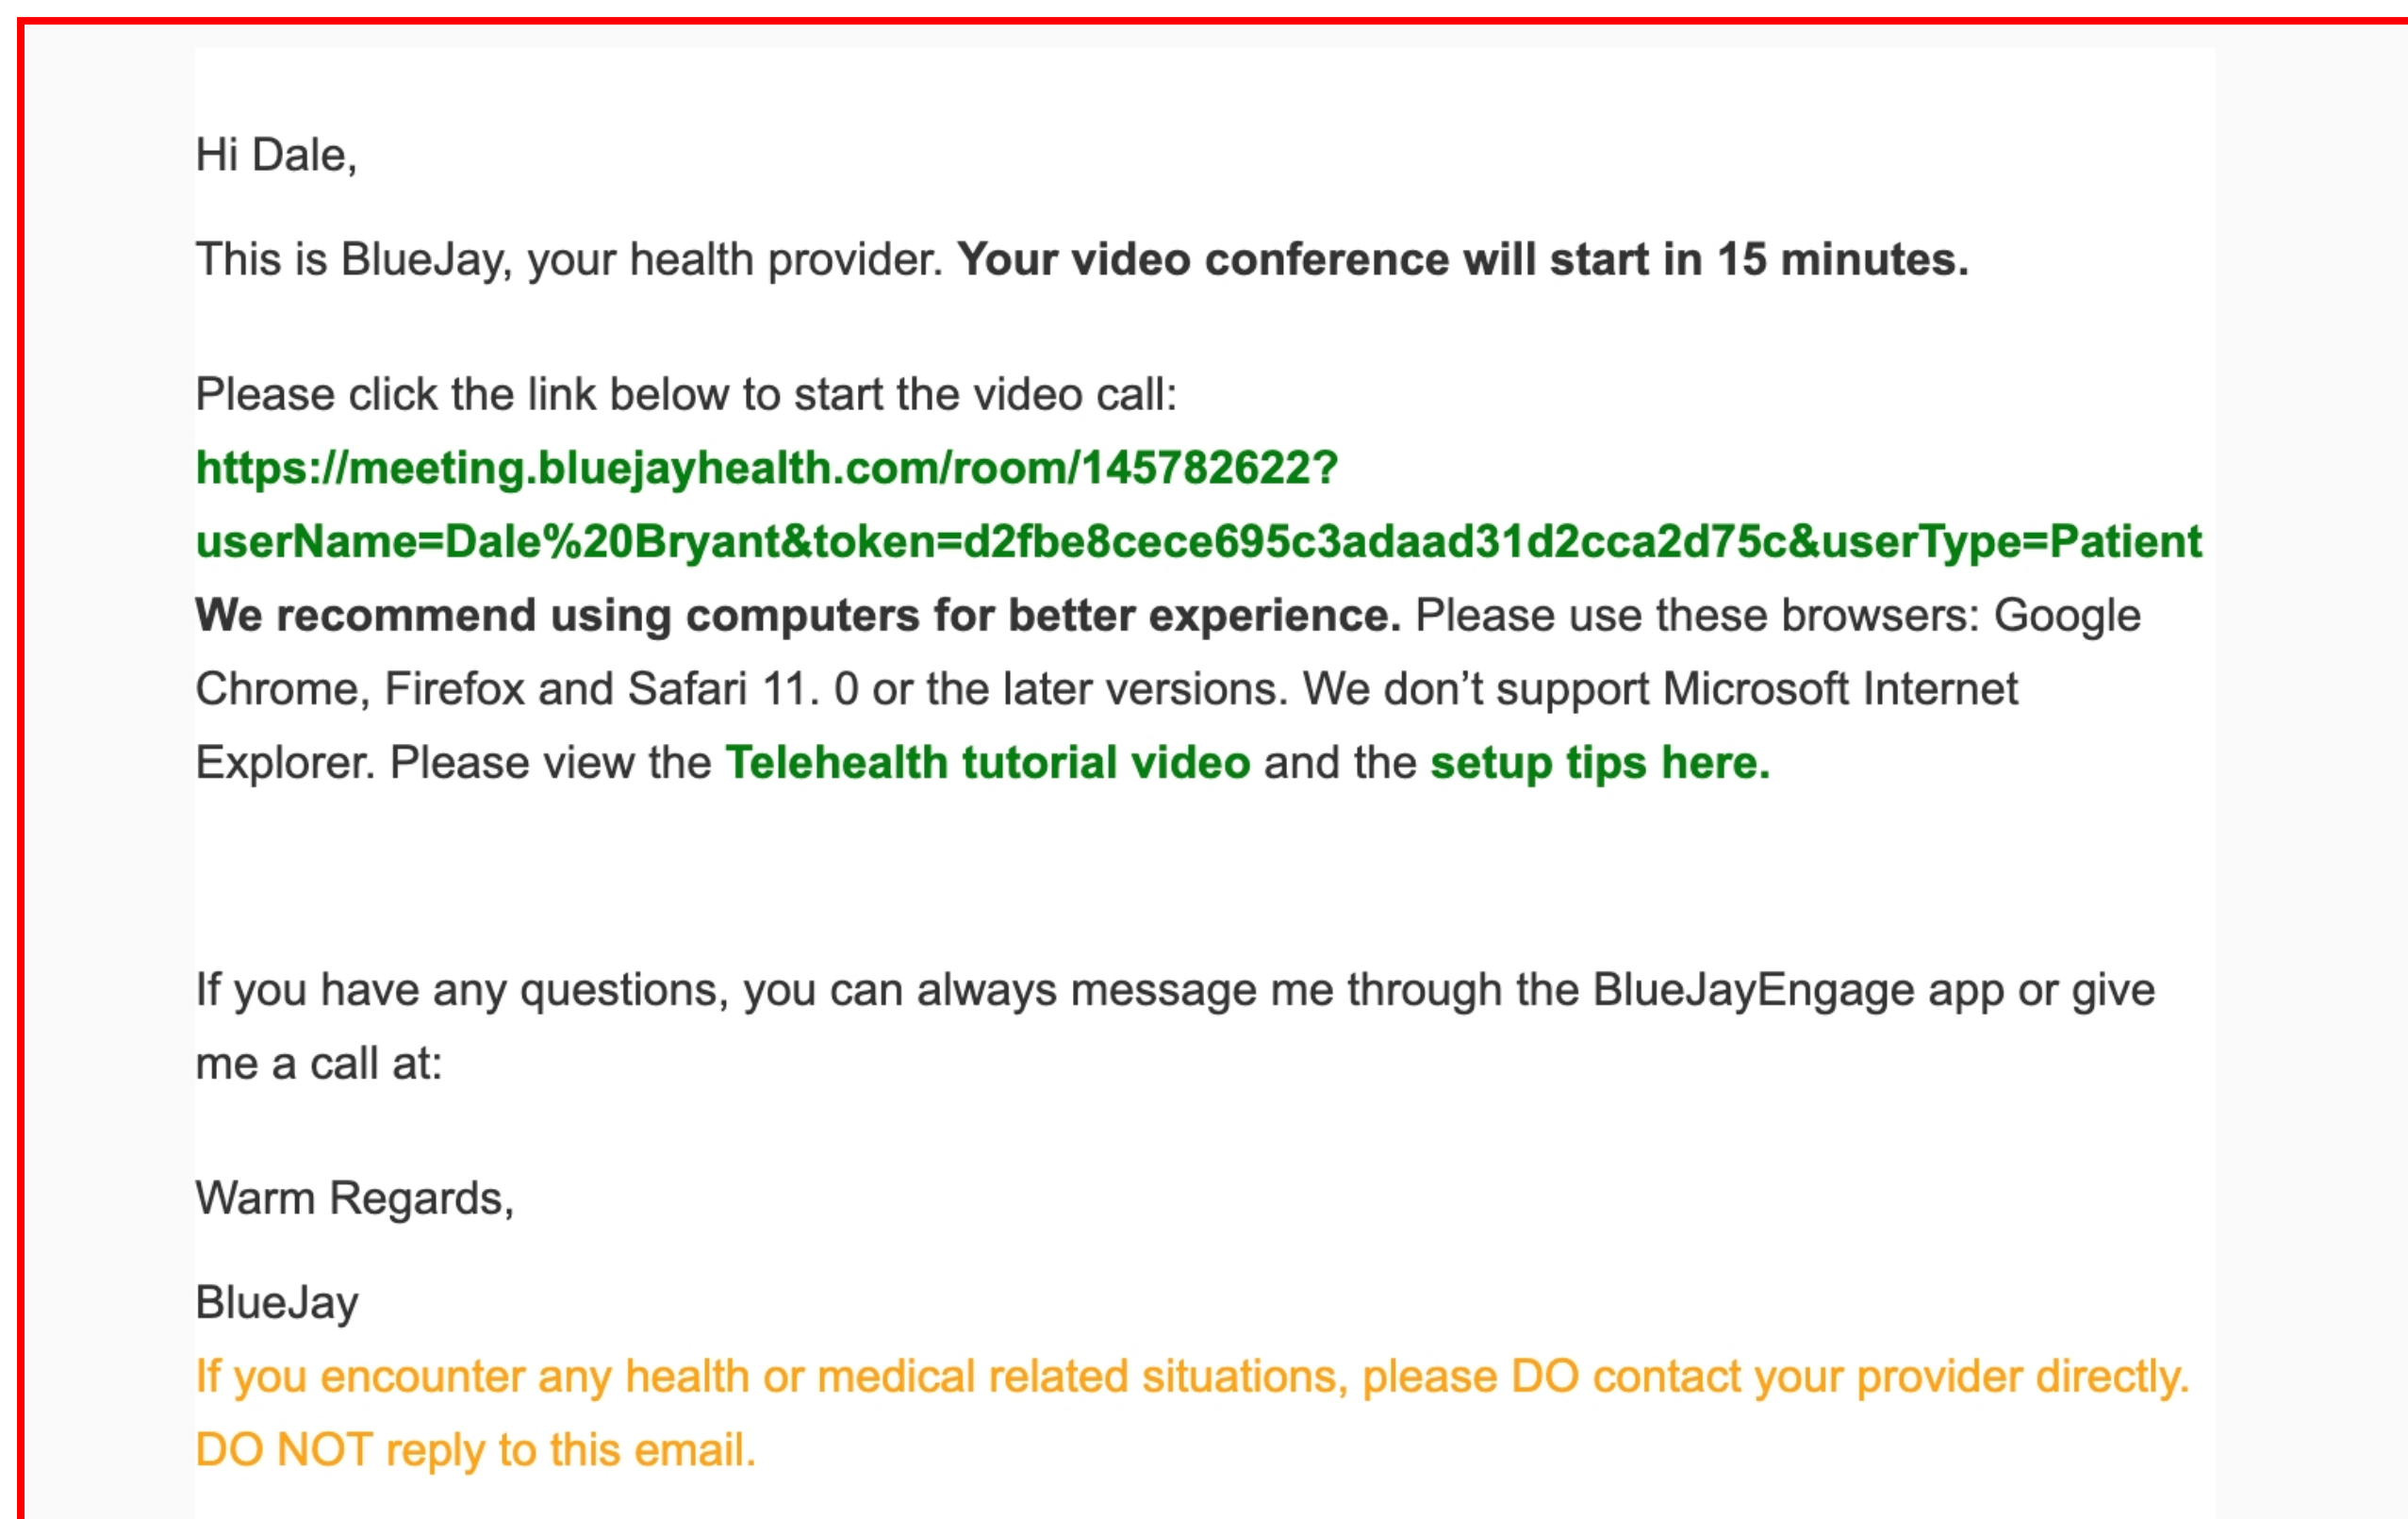 Hi Dale,
This is BlueJay, your health provider. Your video conference will start in 15 minutes.
Please click the link below to start the video call:
https://meeting.bluejayhealth.com/room/145782622?
userName=Dale%20Bryant&token=d2fbe8cece695c3adaad31d2cca2d75c&userType=Patient
We recommend using computers for better experience. Please use these browsers: Google
Chrome, Firefox and Safari 11. 0 or the later versions. We don’t support Microsoft Internet
Explorer. Please view the Telehealth tutorial video and the setup tips here.
If you have any questions, you can always message me through the BlueJayEngage app or give
me a call at:
Warm Regards,
BlueJay
If you encounter any health or medical related situations, please DO contact your provider directly.
DO NOT reply to this email.